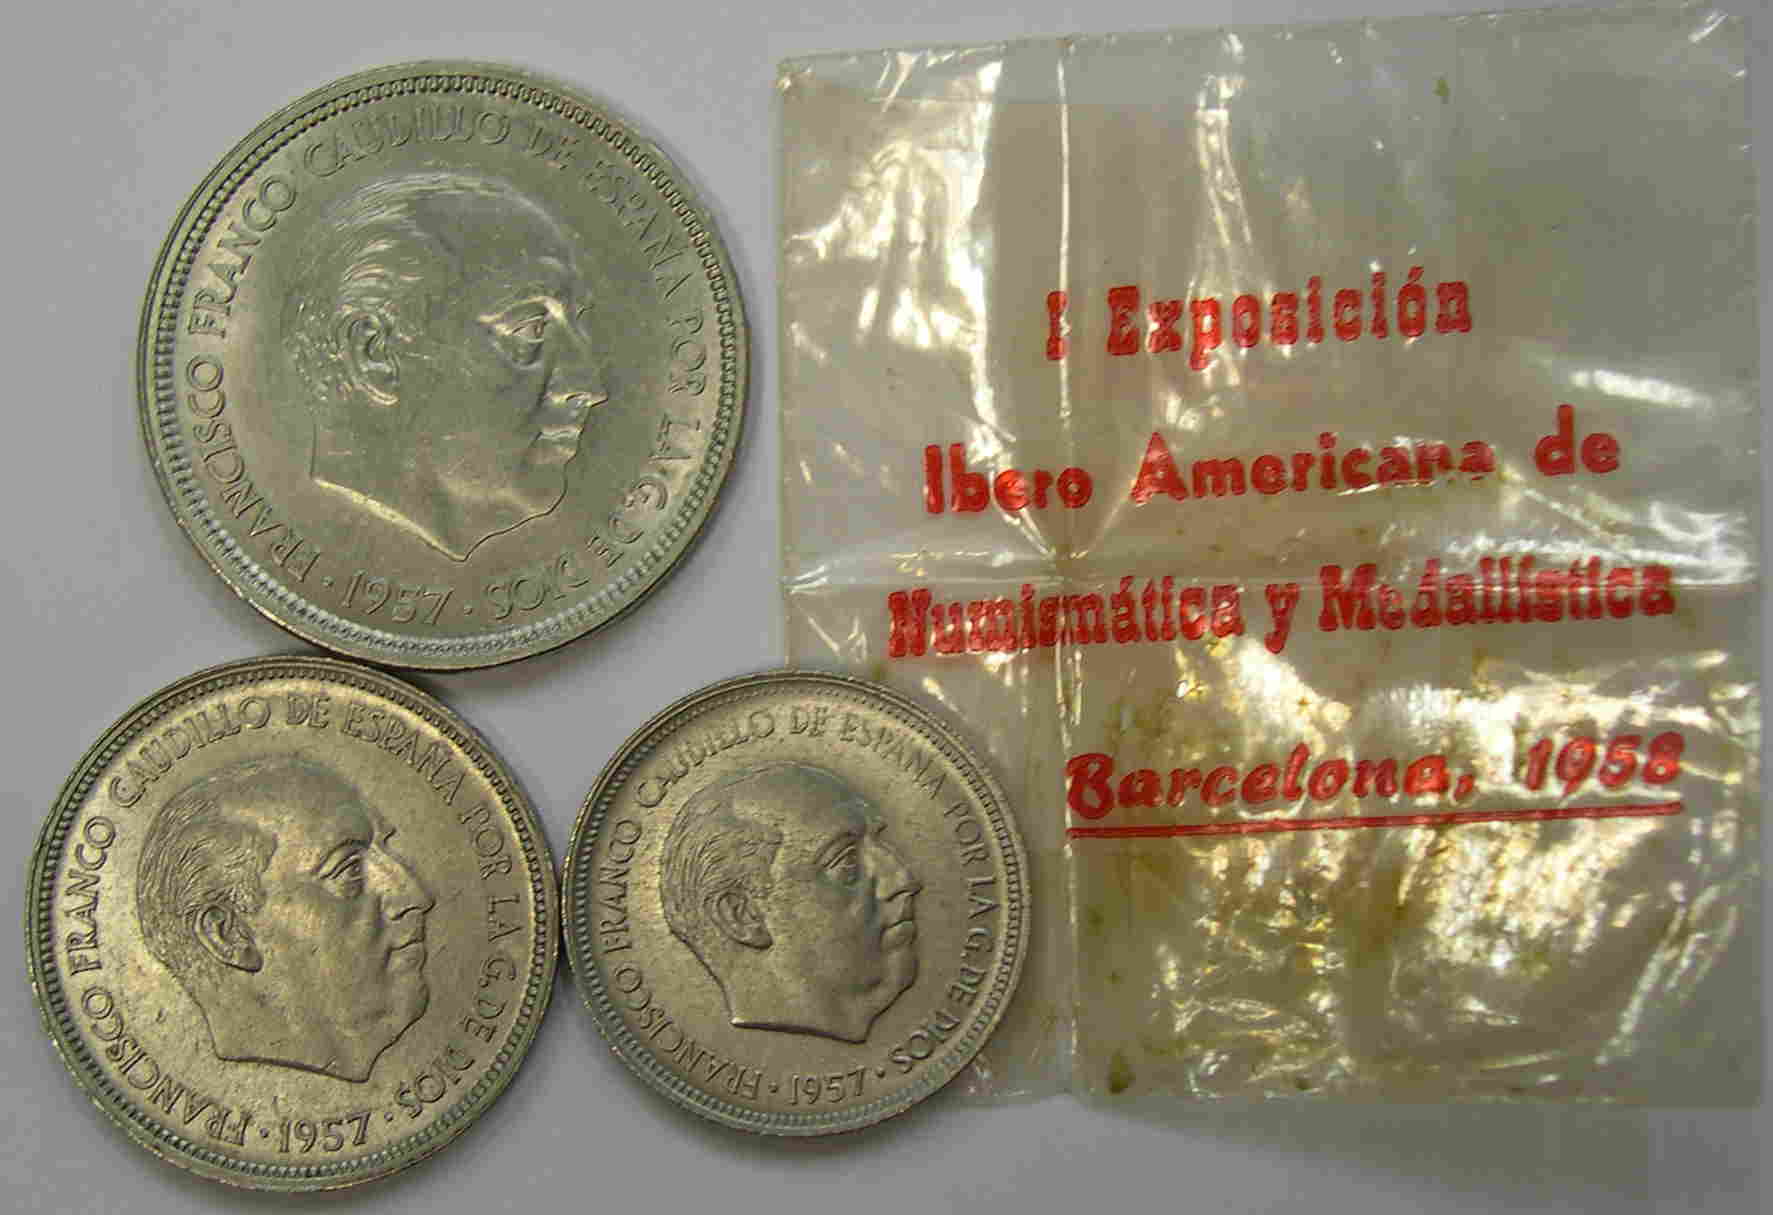 FRANCISCO FRANCO CAUDILLO DE ESPAÑA POR LA G. DE DIOS · 1957 ·
I Exposición
Ibero Americana de
Numismática y Medallística
Barcelona, 1958
FRANCISCO FRANCO CAUDILLO DE ESPAÑA POR LA G. DE DIOS · 1957 ·
FRANCISCO FRANCO CAUDILLO DE ESPAÑA POR LA G. DE DIOS · 1957 ·